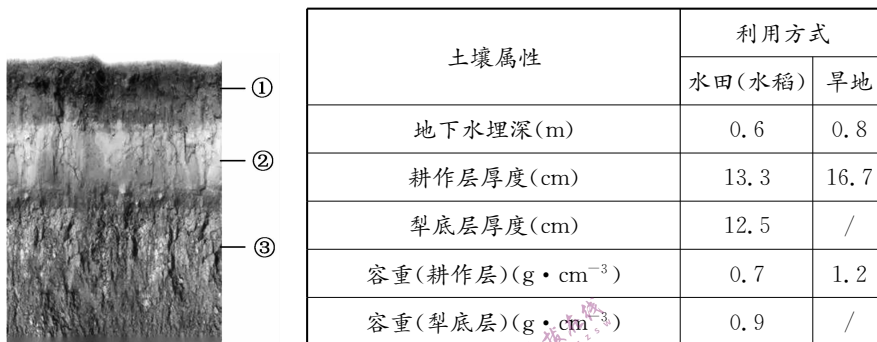 ①
②
③
土壤属性 利用方式
水田(水稻) 旱地
地下水埋深(m) 0.6 0.8
耕作层厚度(cm) 13.3 16.7
犁底层厚度(cm) 12.5 /
容重(耕作层)(g·cm⁻³) 0.7 1.2
容重(犁底层)(g·cm⁻³) 0.9 /